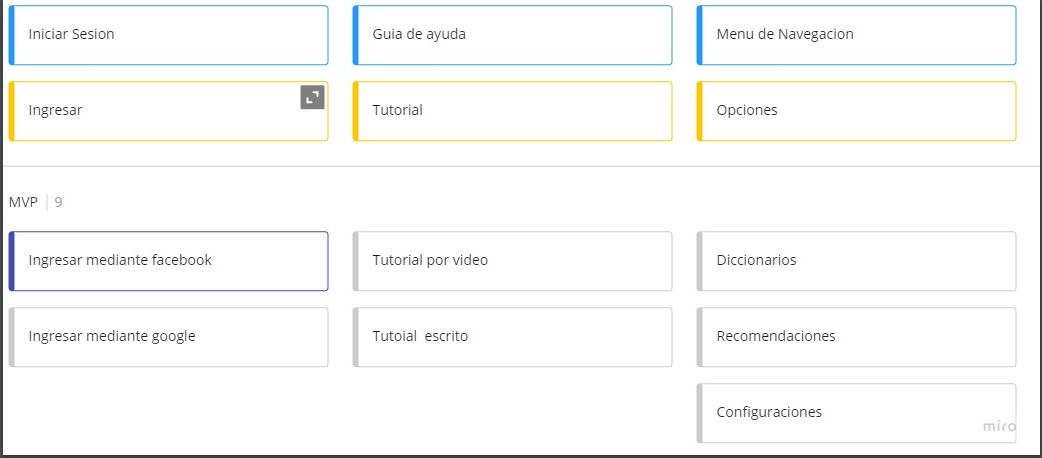 Iniciar Sesion
Guia de ayuda
Menu de Navegacion
Ingresar
Tutorial
Opciones
MVP 9
Ingresar mediante facebook
Tutorial por video
Diccionarios
Ingresar mediante google
Tutoial escrito
Recomendaciones
Configuraciones
miro